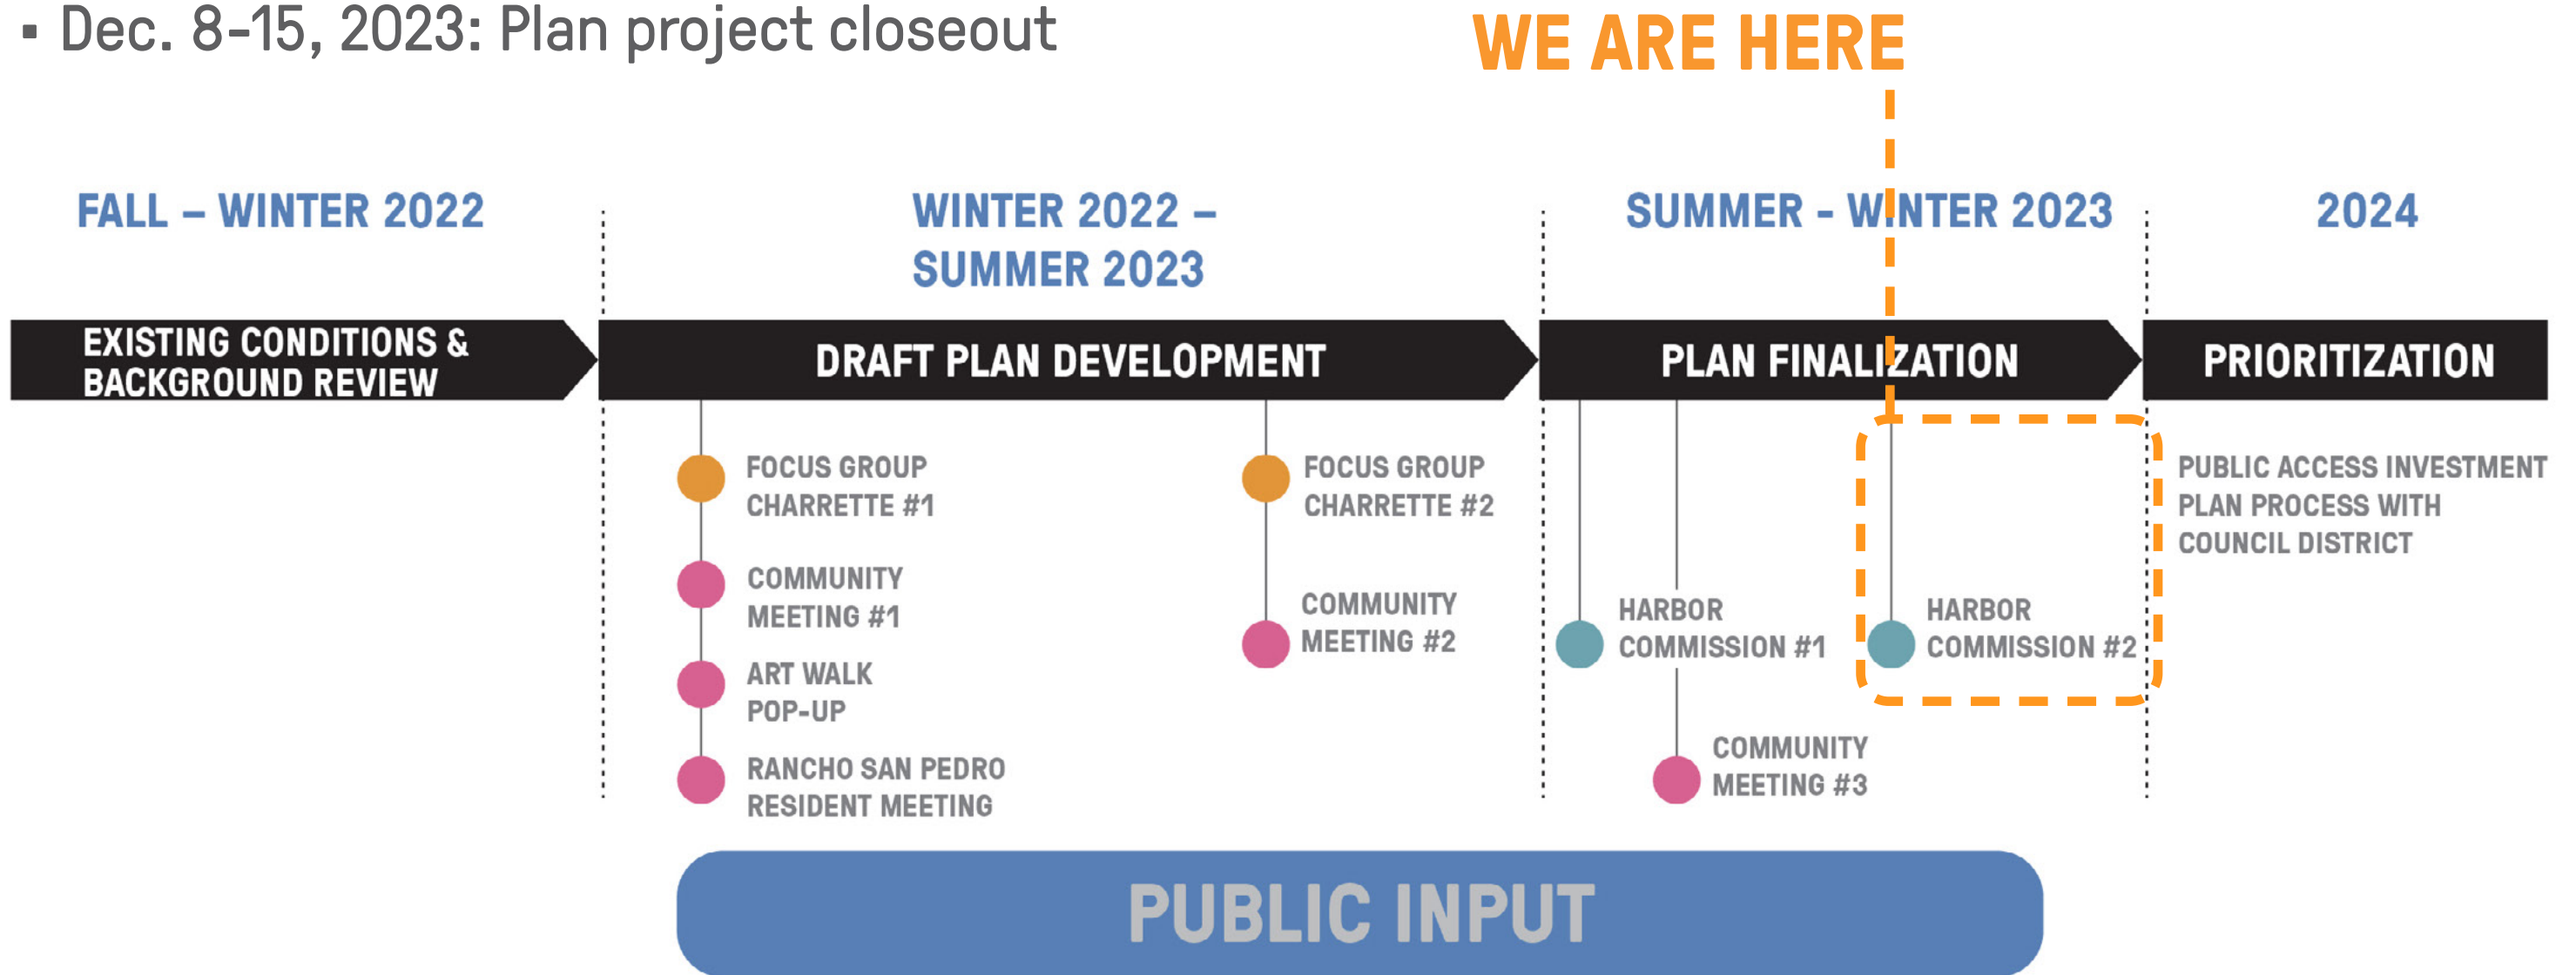 ▪ Dec. 8-15, 2023: Plan project closeout
WE ARE HERE
FALL – WINTER 2022
WINTER 2022 –
SUMMER 2023
SUMMER - WINTER 2023
2024
EXISTING CONDITIONS &
BACKGROUND REVIEW
DRAFT PLAN DEVELOPMENT
PLAN FINALIZATION
PRIORITIZATION
FOCUS GROUP
CHARRETTE #1
COMMUNITY
MEETING #1
ART WALK
POP-UP
RANCHO SAN PEDRO
RESIDENT MEETING
FOCUS GROUP
CHARRETTE #2
COMMUNITY
MEETING #2
HARBOR
COMMISSION #1
COMMUNITY
MEETING #3
HARBOR
COMMISSION #2
PUBLIC ACCESS INVESTMENT
PLAN PROCESS WITH
COUNCIL DISTRICT
PUBLIC INPUT